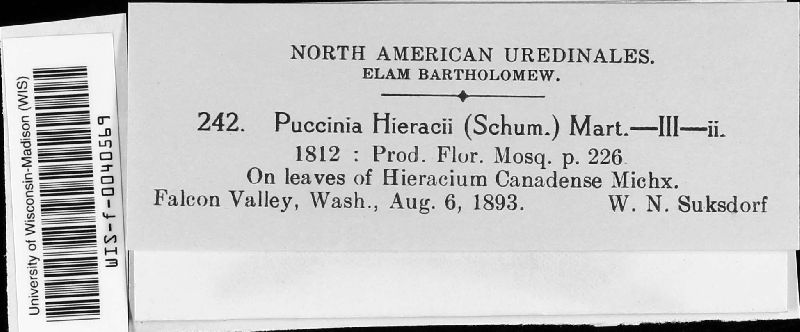 NORTH AMERICAN UREDINALES.
ELAM BARTHOLOMEW.
242. Puccinia Hieracii (Schum.) Mart.—III—ii.
1812 : Prod. Flor. Mosq. p. 226
On leaves of Hieracium Canadense Michx.
Falcon Valley, Wash., Aug. 6, 1893. W. N. Suksdorf
University of Wisconsin-Madison (WIS)
WIS-f-0040569